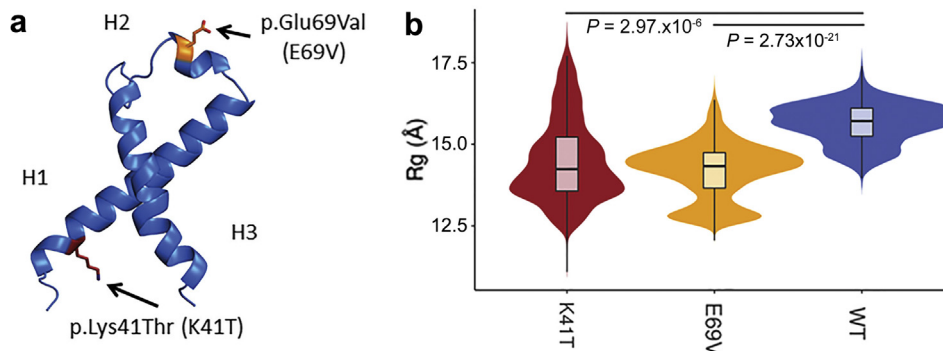 a
H2
p.Glu69Val
(E69V)
H1
H3
p.Lys41Thr (K41T)
b
P = 2.97.x10-6
P = 2.73x10-21
17.5
15.0
12.5
Rg (Å)
K41T
E69V
WT